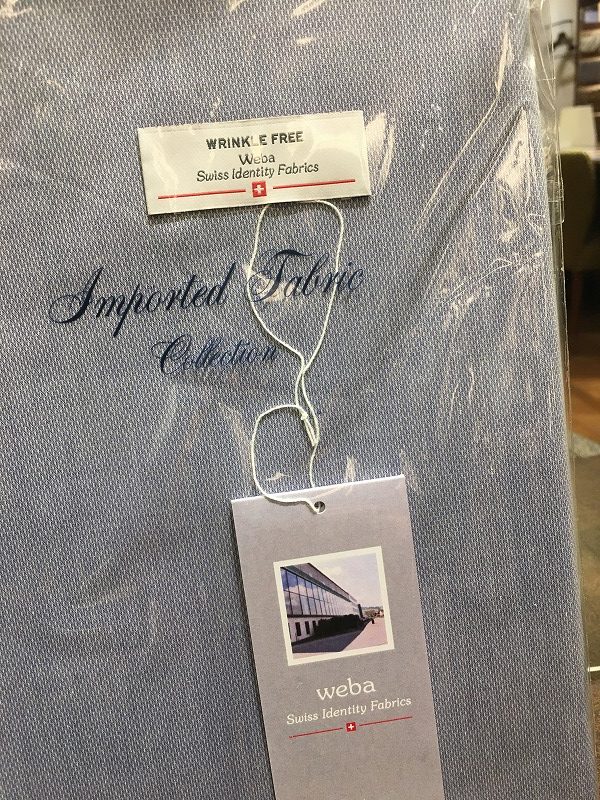 WRINKLE FREE
Weba
Swiss Identity Fabrics
Imported Fabric
Collection
weba
Swiss Identity Fabrics